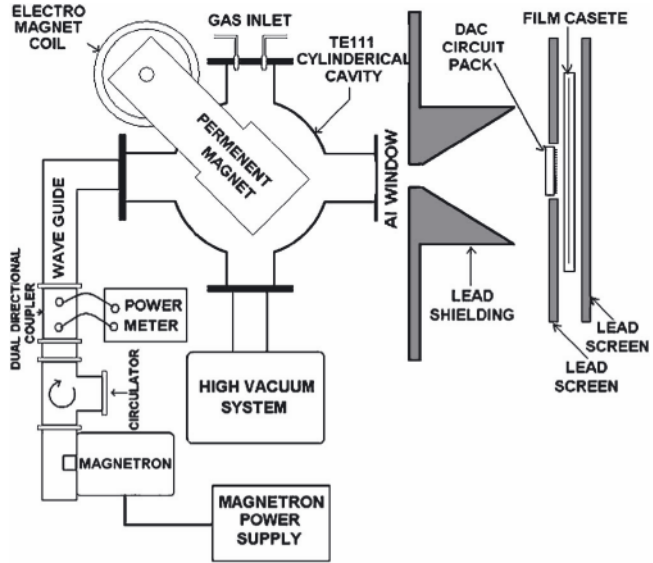 ELECTRO
MAGNET
COIL
GAS INLET
TE111
CYLINDERICAL
CAVITY
DAC
CIRCUIT
PACK
FILM CASETE
PERMENENT
MAGNET
AI WINDOW
WAVE GUIDE
DUAL DIRECTIONAL
COUPLER
POWER
METER
LEAD
SHIELDING
LEAD
SCREEN
LEAD
SCREEN
CIRCULATOR
HIGH VACUUM
SYSTEM
MAGNETRON
MAGNETRON
POWER
SUPPLY